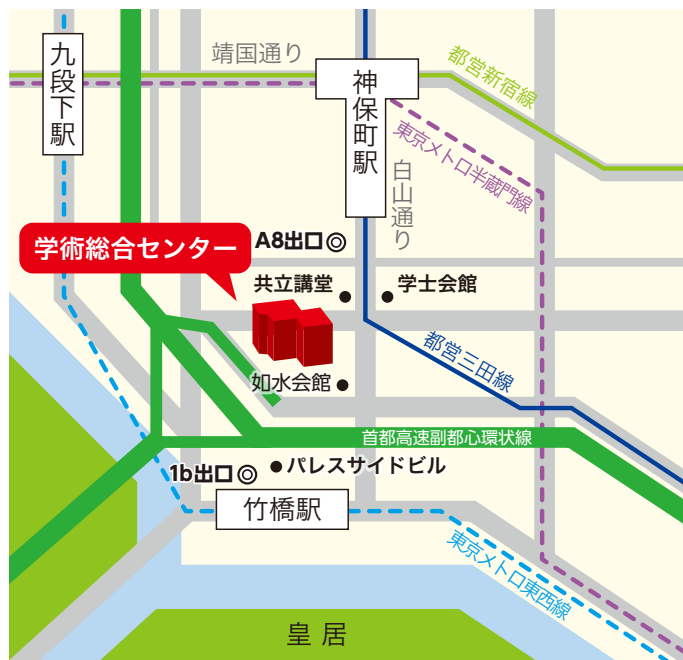 九段下駅
靖国通り
神保町駅
都営新宿線
東京メトロ半蔵門線
白山通り
A8出口
学術総合センター
共立講堂
学士会館
都営三田線
如水会館
首都高速副都心環状線
1b出口
パレスサイドビル
竹橋駅
東京メトロ東西線
皇居